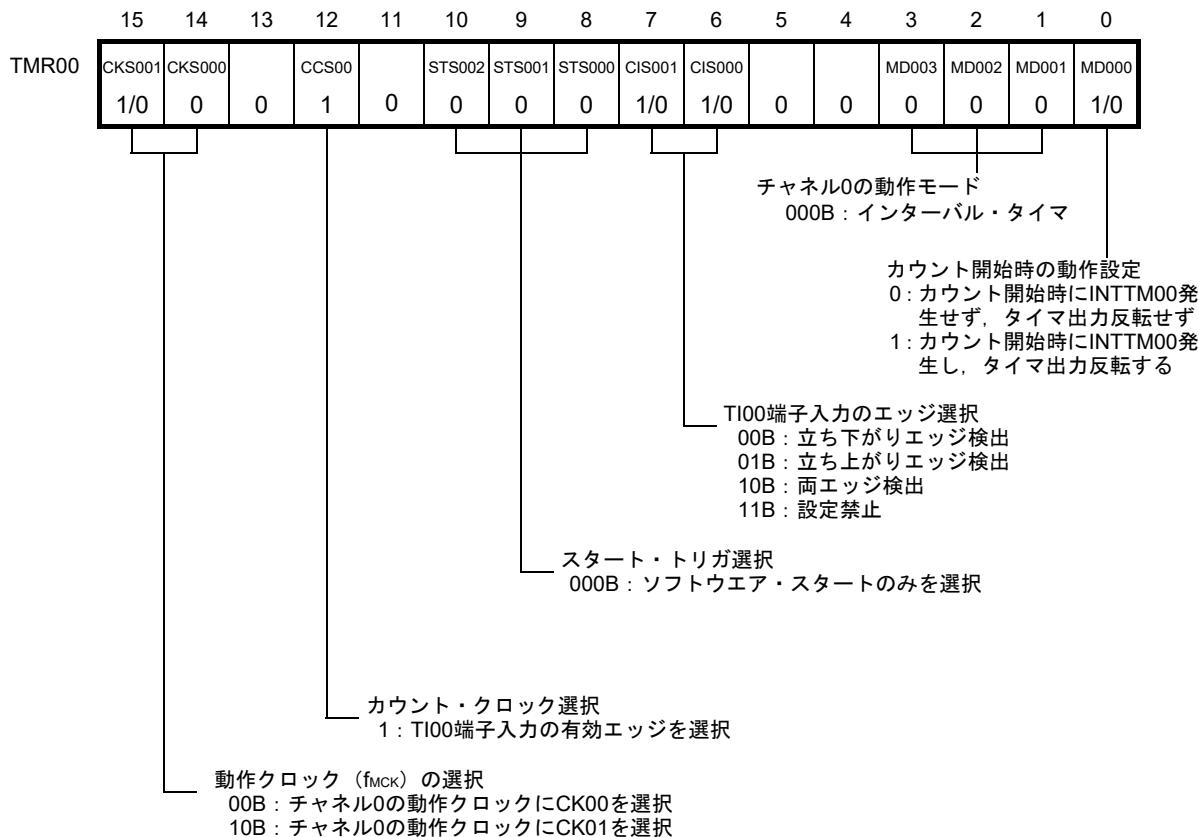 15 14 13 12 11 10 9 8 7 6 5 4 3 2 1 0
TMR00 CKS001 CKS000 CCS00 STS002 STS001 STS000 CIS001 CIS000 MD003 MD002 MD001 MD000
1/0 0 0 1 0 0 0 0 1/0 1/0 0 0 0 0 0 1/0
チャネル0の動作モード
000B：インターバル・タイマ
カウント開始時の動作設定
0：カウント開始時にINTTM00発
生せず，タイマ出力反転せず
1：カウント開始時にINTTM00発
生し，タイマ出力反転する
TI00端子入力のエッジ選択
00B：立ち下がりエッジ検出
01B：立ち上がりエッジ検出
10B：両エッジ検出
11B：設定禁止
スタート・トリガ選択
000B：ソフトウエア・スタートのみを選択
カウント・クロック選択
1：TI00端子入力の有効エッジを選択
動作クロック（fMCK）の選択
00B：チャネル0の動作クロックにCK00を選択
10B：チャネル0の動作クロックにCK01を選択